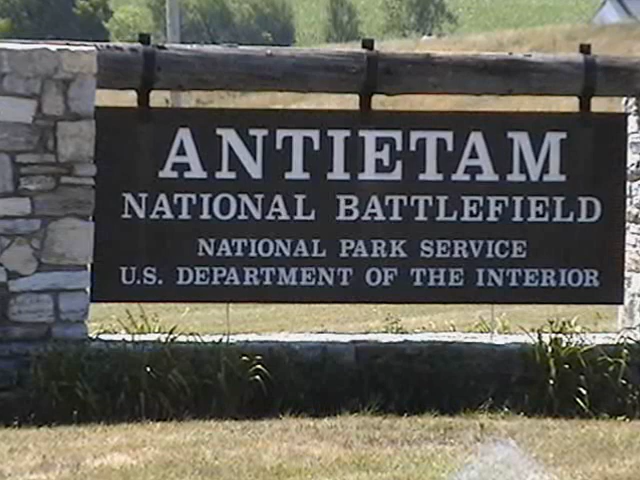 ANTIETAM
NATIONAL BATTLEFIELD
NATIONAL PARK SERVICE
U.S. DEPARTMENT OF THE INTERIOR